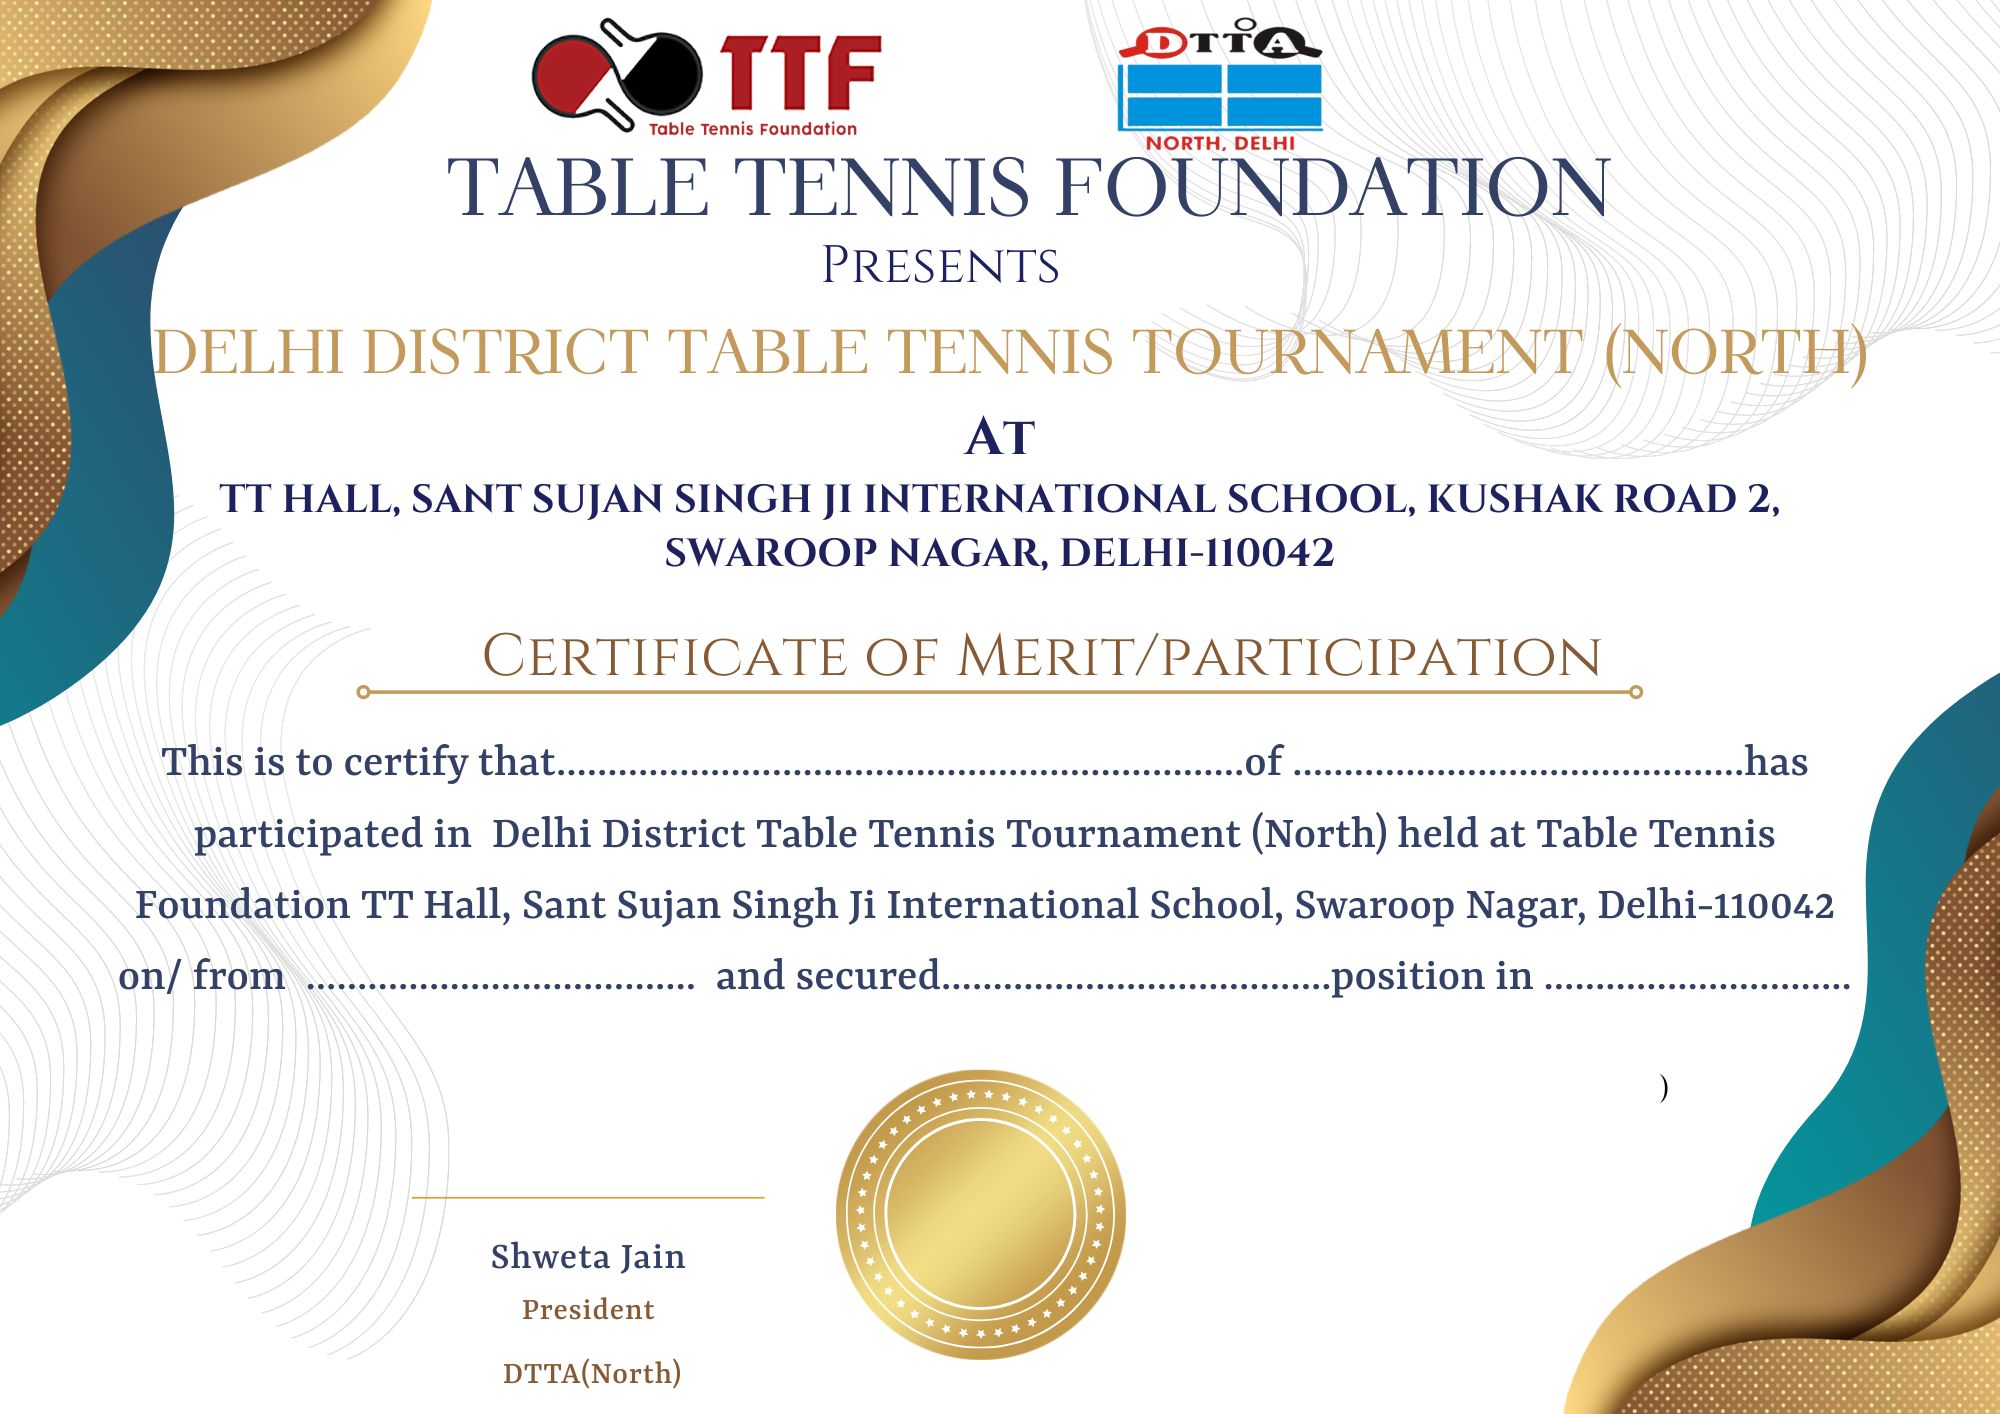 TTF
Table Tennis Foundation
DTTA
NORTH, DELHI
TABLE TENNIS FOUNDATION
PRESENTS
DELHI DISTRICT TABLE TENNIS TOURNAMENT (NORTH)
AT
TT HALL, SANT SUJAN SINGH JI INTERNATIONAL SCHOOL, KUSHAK ROAD 2,
SWAROOP NAGAR, DELHI-110042
CERTIFICATE OF MERIT/PARTICIPATION
This is to certify that...................................................................of ............................................has
participated in  Delhi District Table Tennis Tournament (North) held at Table Tennis
Foundation TT Hall, Sant Sujan Singh Ji International School, Swaroop Nagar, Delhi-110042
on/ from  ......................................  and secured......................................position in ..............................
)
Shweta Jain
President
DTTA(North)